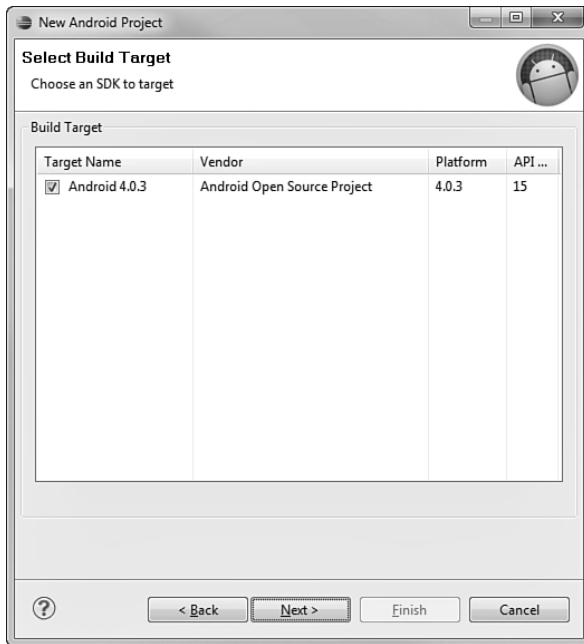 New Android Project
Select Build Target
Choose an SDK to target
Build Target
Target Name Vendor Platform API ...
Android 4.0.3 Android Open Source Project 4.0.3 15
?
< Back Next > Finish Cancel